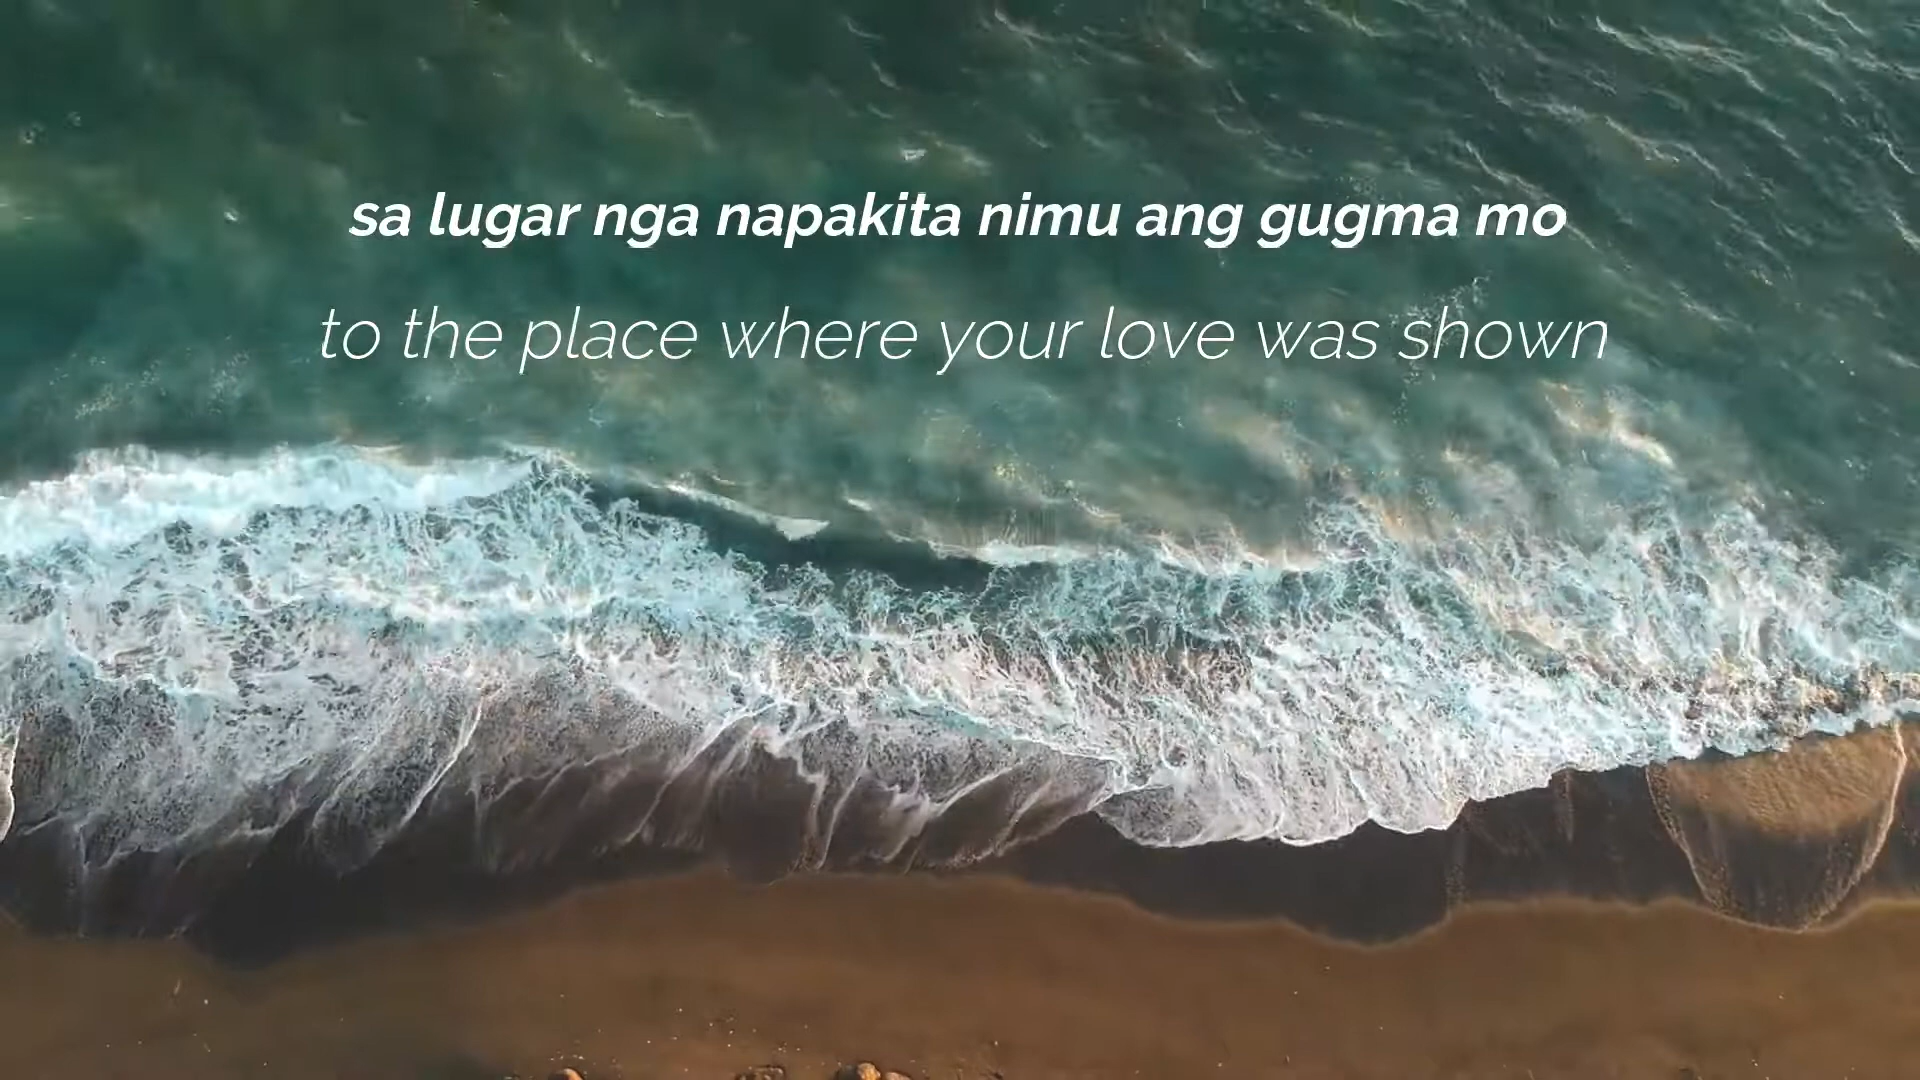 sa lugar nga napakita nimu ang gugma mo
to the place where your love was shown